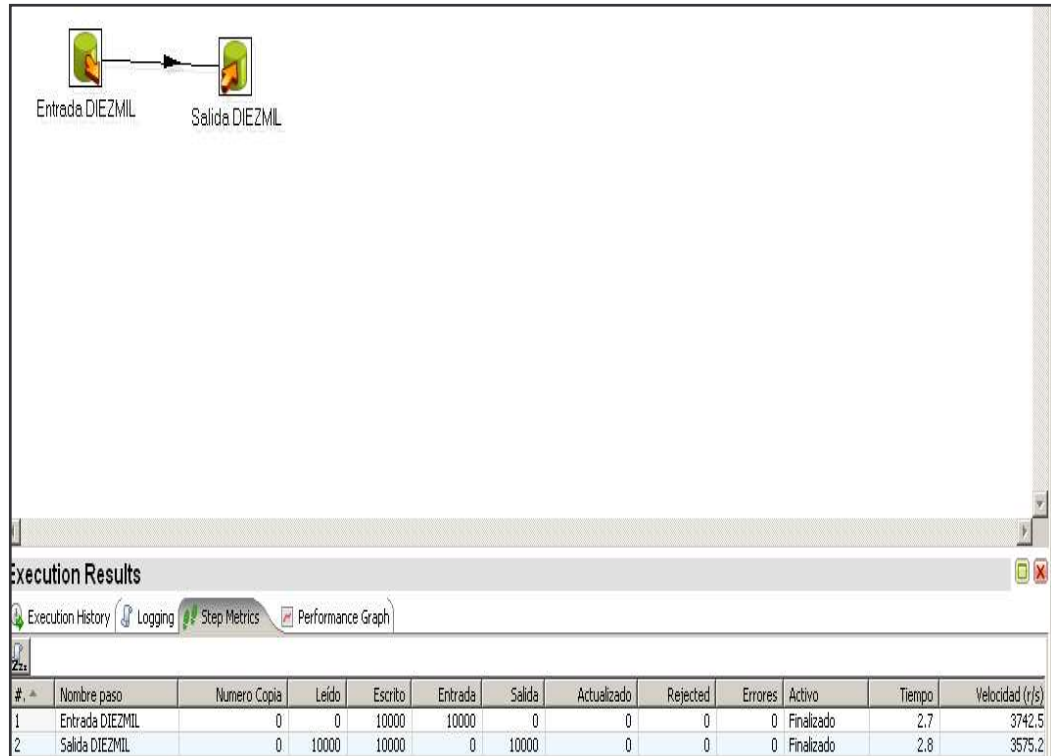 Entrada DIEZMIL
Salida DIEZMIL
Execution Results
Execution History Logging Step Metrics Performance Graph
#. Nombre paso Numero Copia Leído Escrito Entrada Salida Actualizado Rejected Errores Activo Tiempo Velocidad (r/s)
1 Entrada DIEZMIL 0 0 10000 10000 0 0 0 0 Finalizado 2.7 3742.5
2 Salida DIEZMIL 0 10000 10000 0 10000 0 0 0 Finalizado 2.8 3575.2